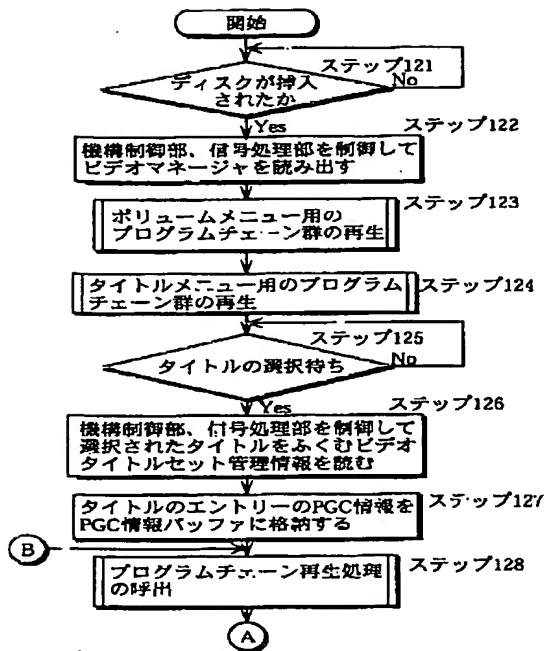 開始
ステップ121
ディスクが挿入
されたか
No
Yes
ステップ122
機構制御部、信号処理部を制御して
ビデオマネージャを読み出す
ステップ123
ボリュームメニュー用の
プログラムチェーン群の再生
ステップ124
タイトルメニュー用のプログラム
チェーン群の再生
ステップ125
タイトルの選択待ち
No
Yes
ステップ126
機構制御部、信号処理部を制御して
選択されたタイトルをふくむビデオ
タイトルセット管理情報を読む
ステップ127
タイトルのエントリーのPGC情報を
PGC情報バッファに格納する
B
ステップ128
プログラムチェーン再生処理
の呼出
A